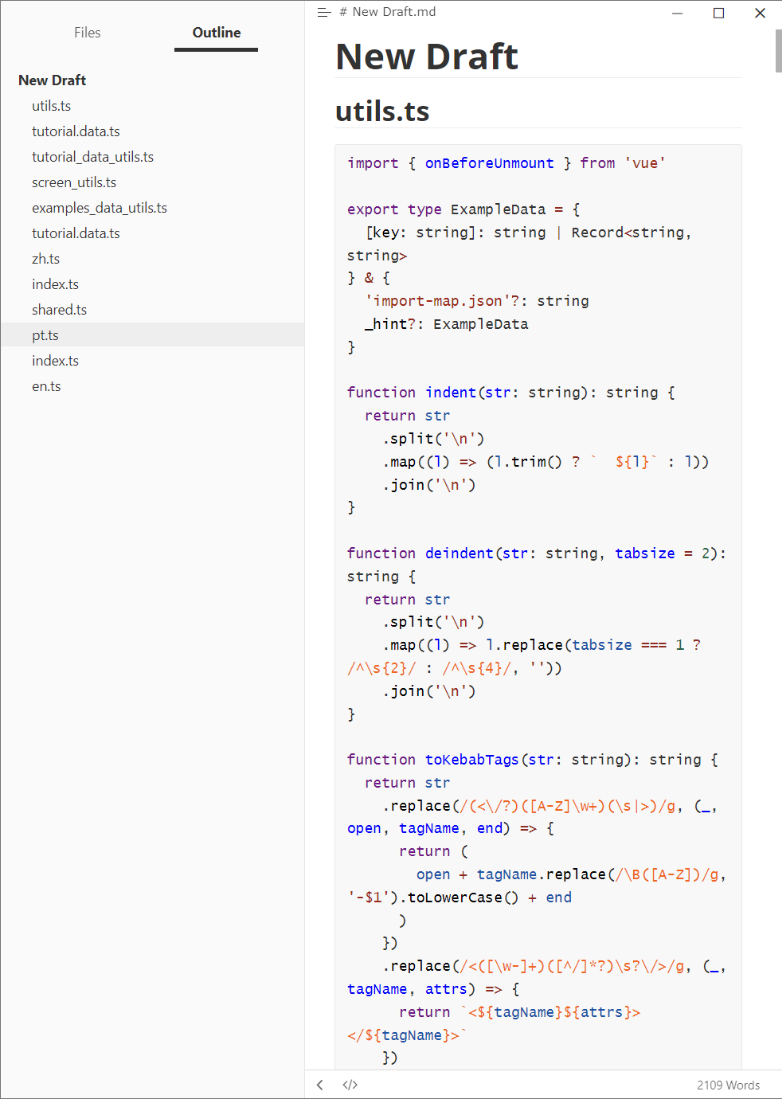 Files
Outline
New Draft
utils.ts
tutorial.data.ts
tutorial_data_utils.ts
screen_utils.ts
examples_data_utils.ts
tutorial.data.ts
zh.ts
index.ts
shared.ts
pt.ts
index.ts
en.ts
# New Draft.md
New Draft
utils.ts
import { onBeforeUnmount } from 'vue'

export type ExampleData = {
  [key: string]: string | Record<string,
string>
} & {
  'import-map.json'?: string
  _hint?: ExampleData
}

function indent(str: string): string {
  return str
    .split('\n')
    .map((l) => (l.trim() ? `  ${l}` : l))
    .join('\n')
}

function deindent(str: string, tabsize = 2):
string {
  return str
    .split('\n')
    .map((l) => l.replace(tabsize === 1 ?
/^\s{2}/ : /^\s{4}/, ''))
    .join('\n')
}

function toKebabTags(str: string): string {
  return str
    .replace(/(<\/?)([A-Z]\w+)(\s|>)/g, (_,
open, tagName, end) => {
      return (
        open + tagName.replace(/\B([A-Z])/g,
'-$1').toLowerCase() + end
      )
    })
    .replace(/<([\w-]+)([^/]*?)\s?\/>/g, (_,
tagName, attrs) => {
      return `<${tagName}${attrs}>
</${tagName}>`
    })
2109 Words